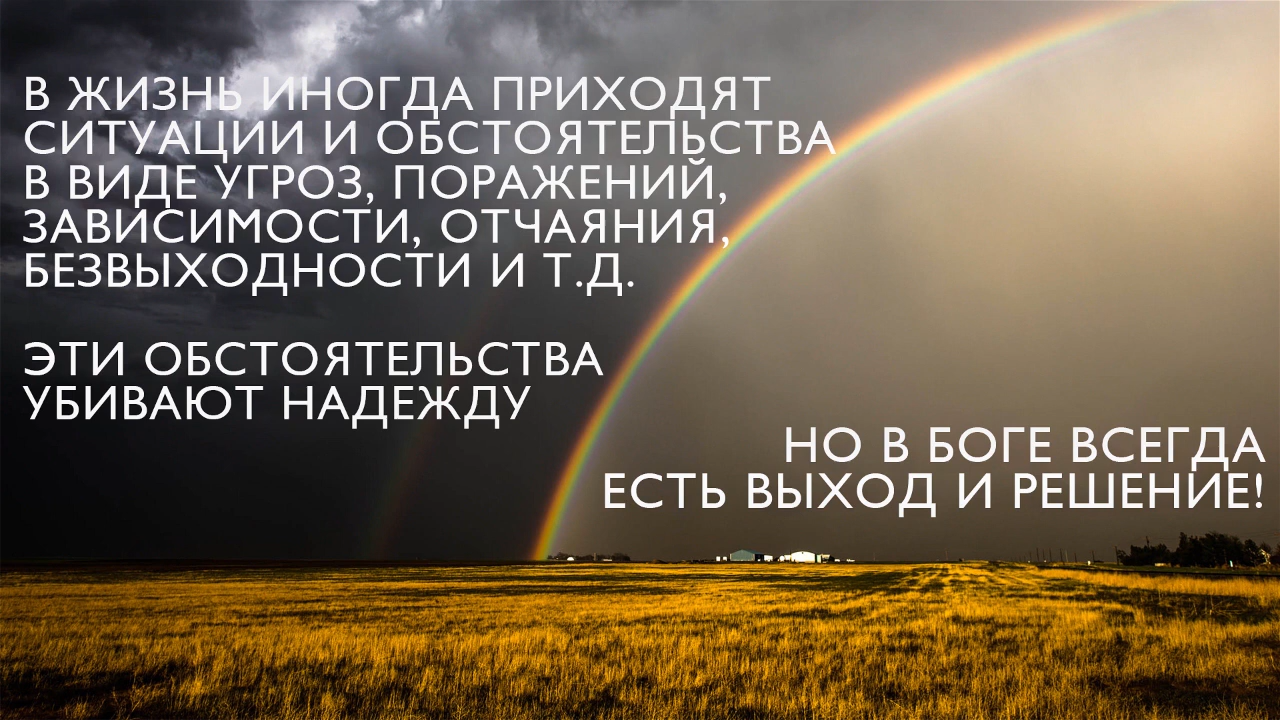 В ЖИЗНЬ ИНОГДА ПРИХОДЯТ
СИТУАЦИИ И ОБСТОЯТЕЛЬСТВА
В ВИДЕ УГРОЗ, ПОРАЖЕНИЙ,
ЗАВИСИМОСТИ, ОТЧАЯНИЯ,
БЕЗВЫХОДНОСТИ И Т.Д.
ЭТИ ОБСТОЯТЕЛЬСТВА
УБИВАЮТ НАДЕЖДУ
НО В БОГЕ ВСЕГДА
ЕСТЬ ВЫХОД И РЕШЕНИЕ!